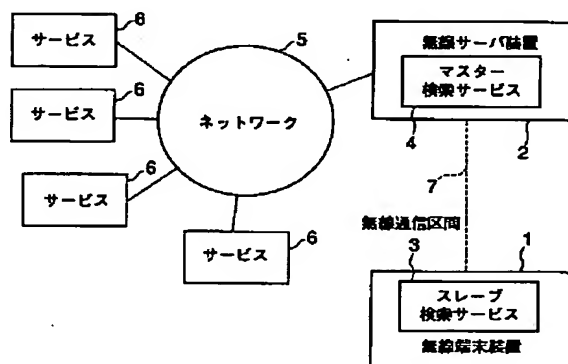 サービス
6
サービス
6
サービス
6
サービス
6
ネットワーク
5
無線サーバ装置
マスター
検索サービス
4
2
7
無線通信区間
3
1
スレーブ
検索サービス
無線端末装置